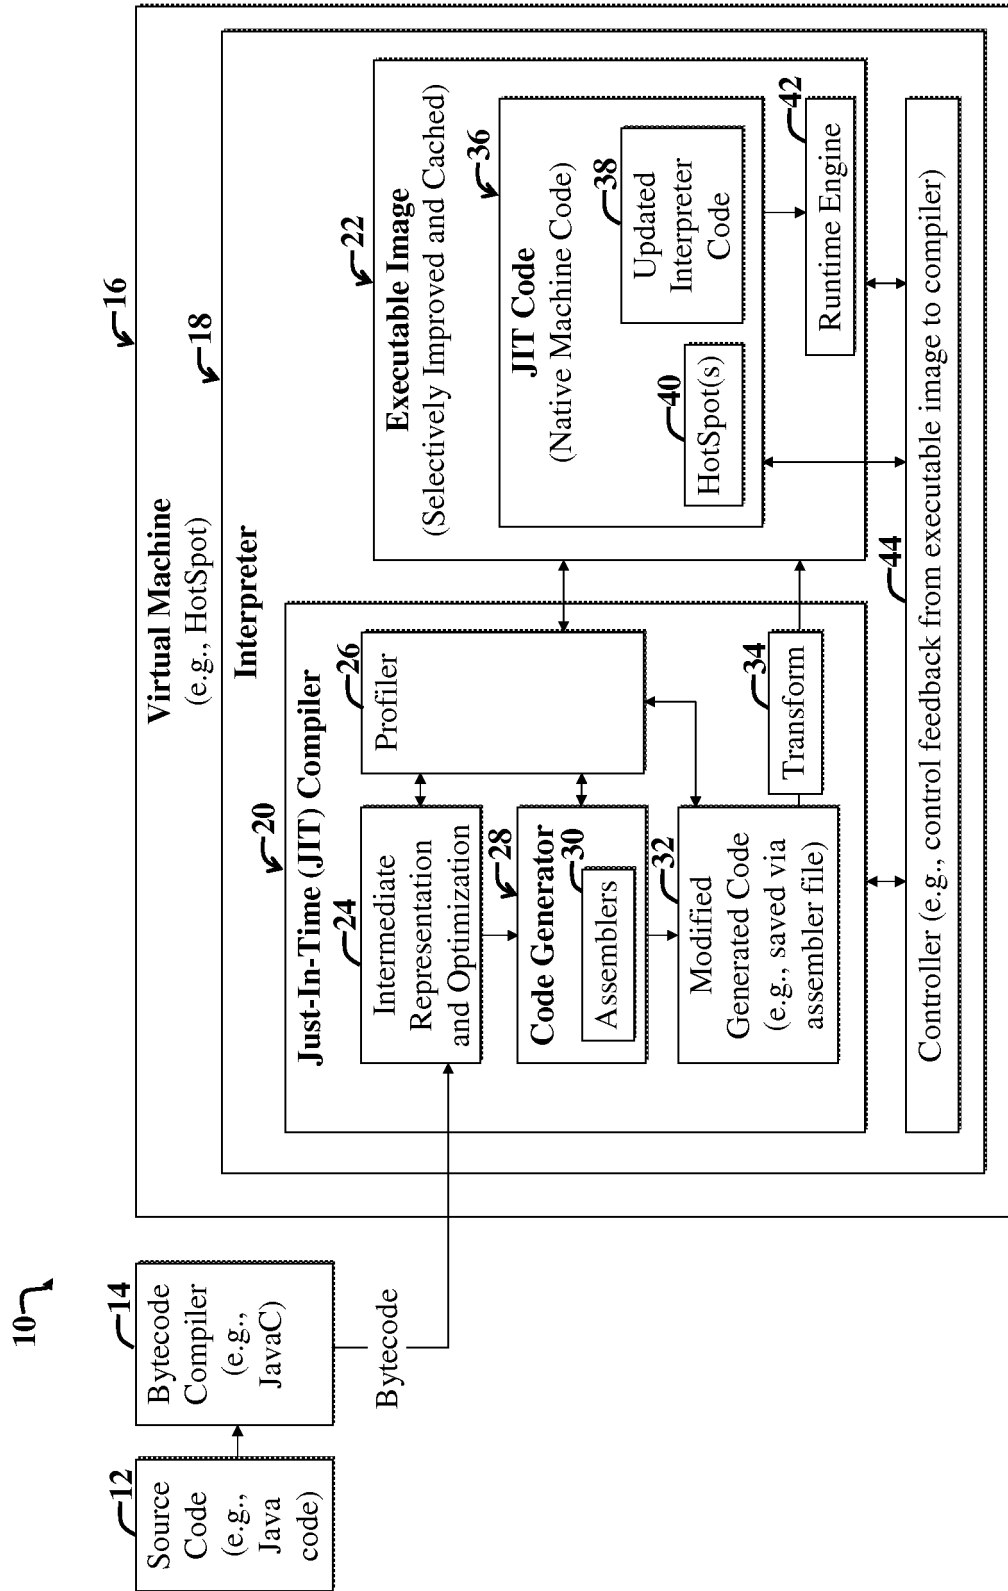 10
12
Source
Code
(e.g.,
Java
code)
14
Bytecode
Compiler
(e.g.,
JavaC)
Bytecode
16
Virtual Machine
(e.g., HotSpot)
18
Interpreter
20
Just-In-Time (JIT) Compiler
24
Intermediate
Representation
and Optimization
26
Profiler
28
Code Generator
30
Assemblers
32
Modified
Generated Code
(e.g., saved via
assembler file)
34
Transform
22
Executable Image
(Selectively Improved and Cached)
36
JIT Code
(Native Machine Code)
40
HotSpot(s)
38
Updated
Interpreter
Code
42
Runtime Engine
44
Controller (e.g., control feedback from executable image to compiler)